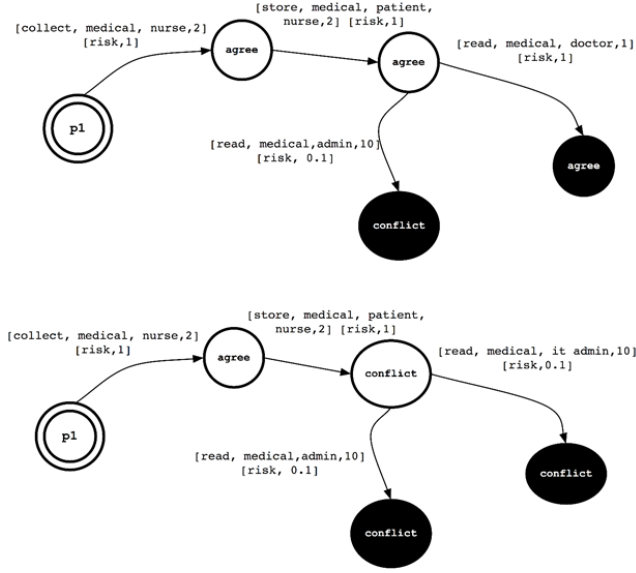 [collect, medical, nurse,2]
[risk,1]
[store, medical, patient,
nurse,2] [risk,1]
[read, medical, doctor,1]
[risk,1]
agree
agree
p1
[read, medical,admin,10]
[risk, 0.1]
agree
conflict
[collect, medical, nurse,2]
[risk,1]
[store, medical, patient,
nurse,2] [risk,1]
[read, medical, it admin,10]
[risk,0.1]
agree
conflict
p1
[read, medical,admin,10]
[risk, 0.1]
conflict
conflict